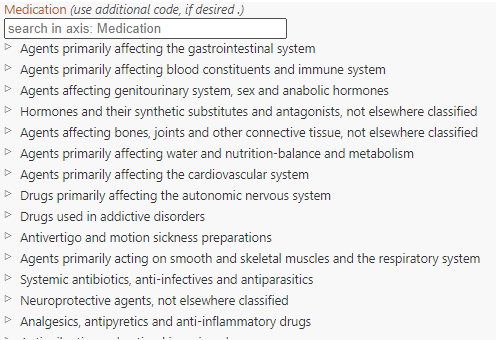 Medication (use additional code, if desired .)
search in axis: Medication
Agents primarily affecting the gastrointestinal system
Agents primarily affecting blood constituents and immune system
Agents affecting genitourinary system, sex and anabolic hormones
Hormones and their synthetic substitutes and antagonists, not elsewhere classified
Agents affecting bones, joints and other connective tissue, not elsewhere classified
Agents primarily affecting water and nutrition-balance and metabolism
Agents primarily affecting the cardiovascular system
Drugs primarily affecting the autonomic nervous system
Drugs used in addictive disorders
Antivertigo and motion sickness preparations
Agents primarily acting on smooth and skeletal muscles and the respiratory system
Systemic antibiotics, anti-infectives and antiparasitics
Neuroprotective agents, not elsewhere classified
Analgesics, antipyretics and anti-inflammatory drugs